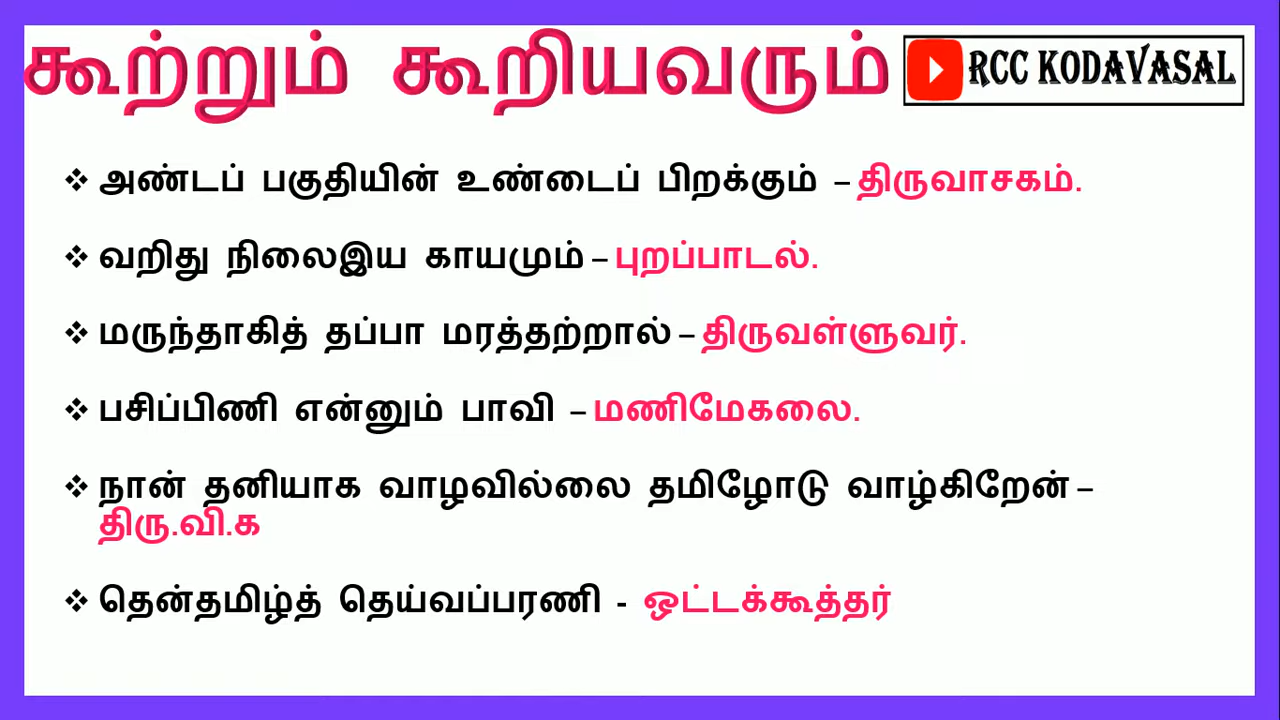 கூற்றும் கூறியவரும்
RCC KODAVASAL
❖ அண்டப் பகுதியின் உண்டைப் பிறக்கும் – திருவாசகம்.
❖ வறிது நிலைஇய காயமும் – புறப்பாடல்.
❖ மருந்தாகித் தப்பா மரத்தற்றால் – திருவள்ளுவர்.
❖ பசிப்பிணி என்னும் பாவி – மணிமேகலை.
❖ நான் தனியாக வாழவில்லை தமிழோடு வாழ்கிறேன் –
திரு.வி.க
❖ தென்தமிழ்த் தெய்வப்பரணி - ஒட்டக்கூத்தர்